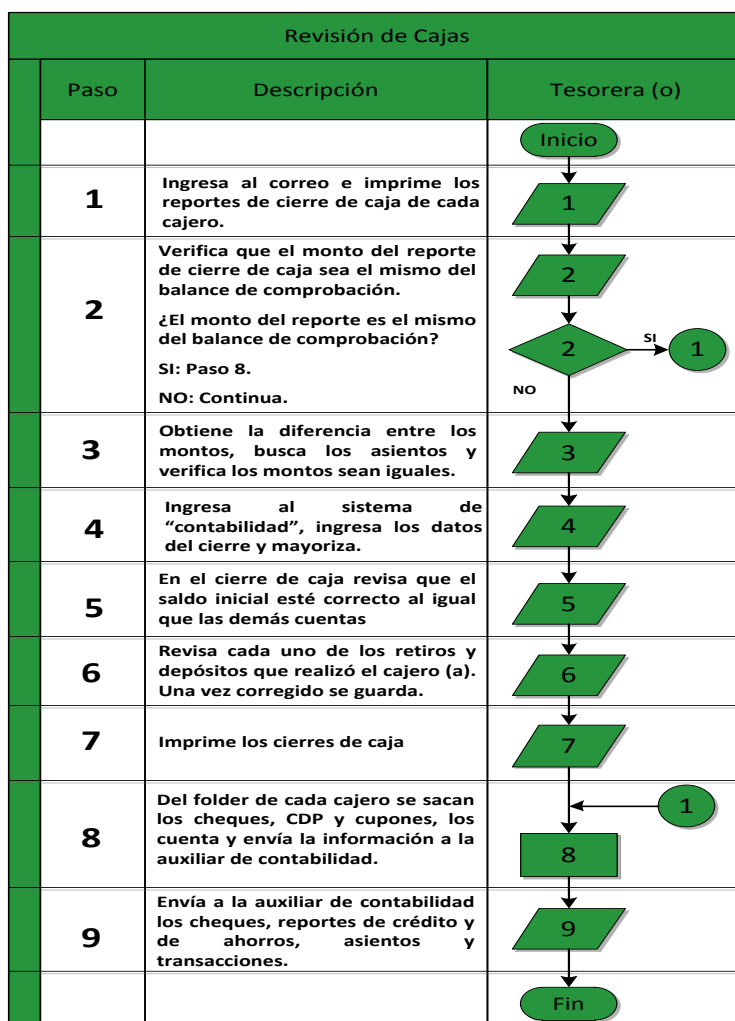 Revisión de Cajas
Paso
Descripción
Tesorera (o)
Inicio
1
Ingresa al correo e imprime los
reportes de cierre de caja de cada
cajero.
1
2
Verifica que el monto del reporte
de cierre de caja sea el mismo del
balance de comprobación.
¿El monto del reporte es el mismo
del balance de comprobación?
SI: Paso 8.
NO: Continua.
2
2
SI
1
NO
3
Obtiene la diferencia entre los
montos, busca los asientos y
verifica los montos sean iguales.
3
4
Ingresa al sistema de
“contabilidad”, ingresa los datos
del cierre y mayoriza.
4
5
En el cierre de caja revisa que el
saldo inicial esté correcto al igual
que las demás cuentas
5
6
Revisa cada uno de los retiros y
depósitos que realizó el cajero (a).
Una vez corregido se guarda.
6
7
Imprime los cierres de caja
7
8
Del folder de cada cajero se sacan
los cheques, CDP y cupones, los
cuenta y envía la información a la
auxiliar de contabilidad.
1
8
9
Envía a la auxiliar de contabilidad
los cheques, reportes de crédito y
de ahorros, asientos y
transacciones.
9
Fin